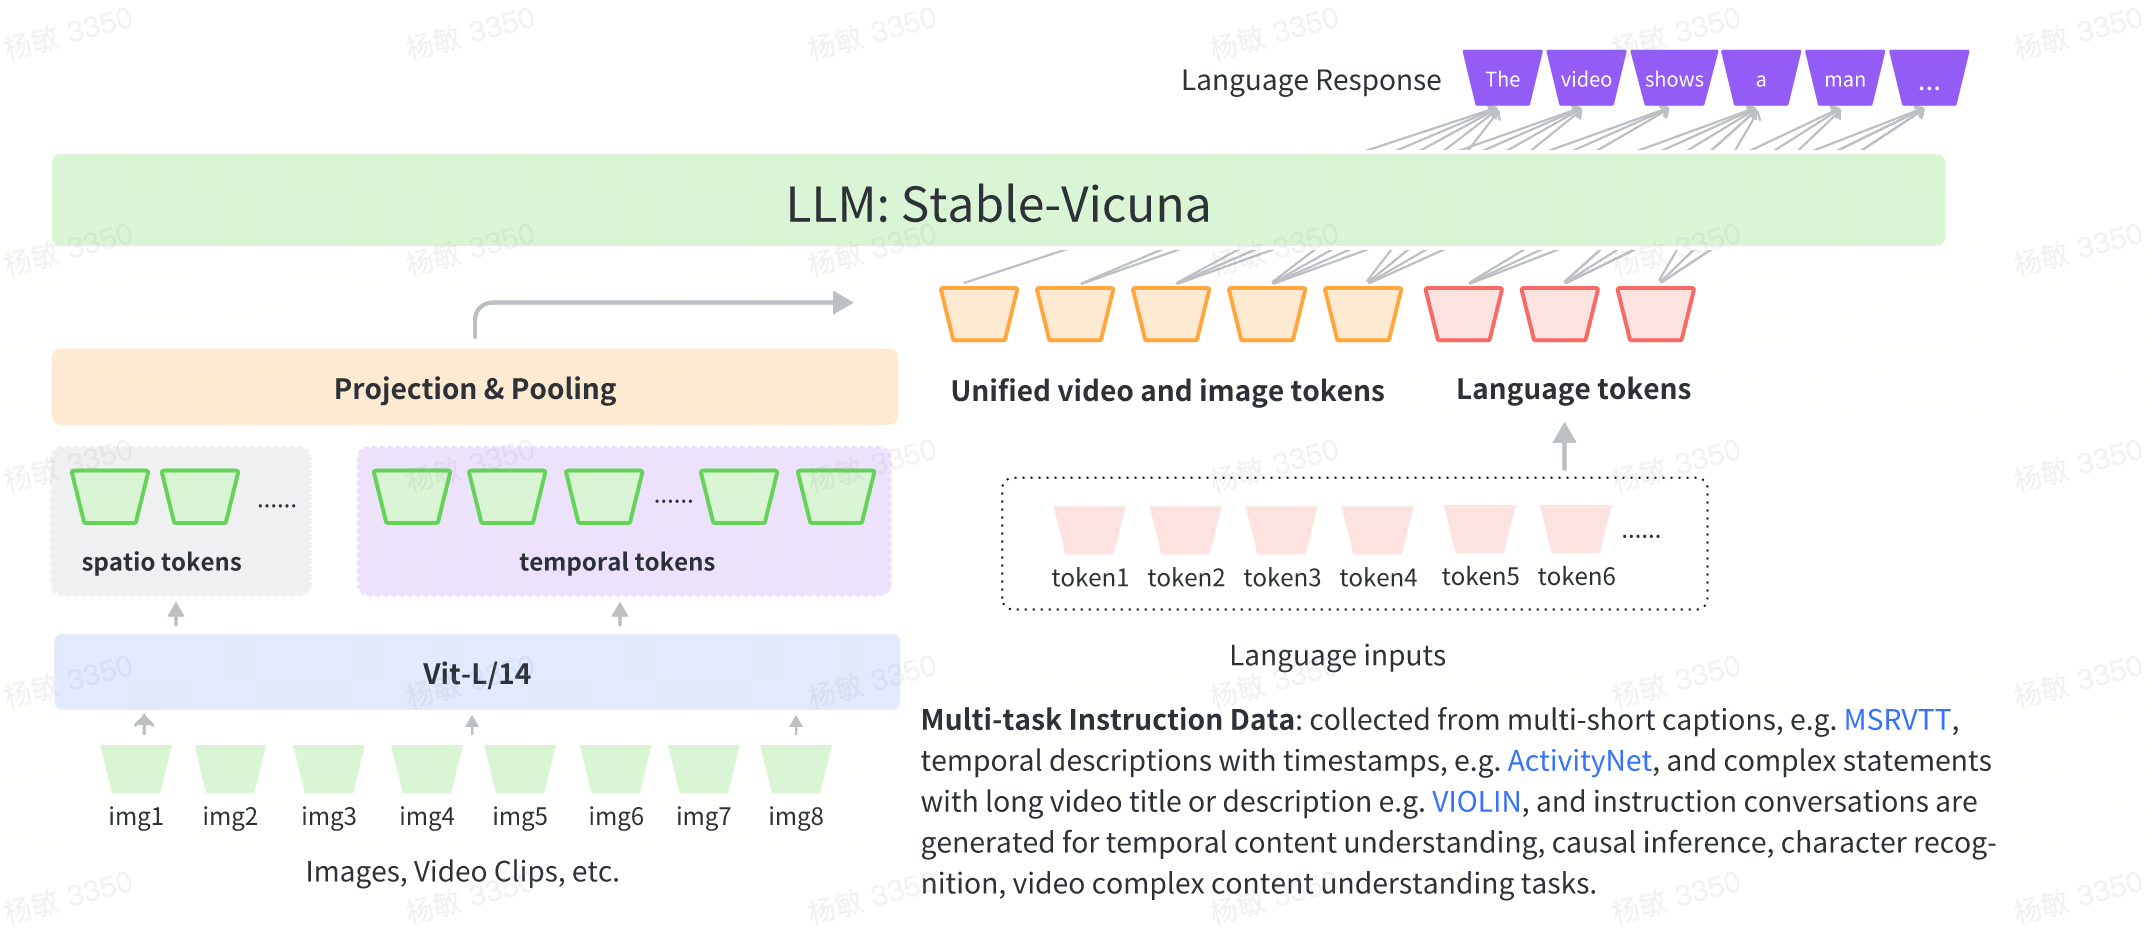 Language Response
The video shows a man ...
LLM: Stable-Vicuna
Projection & Pooling
Unified video and image tokens
Language tokens
......
......
spatio tokens
temporal tokens
token1 token2 token3 token4 token5 token6 ......
Language inputs
Vit-L/14
img1 img2 img3 img4 img5 img6 img7 img8
Images, Video Clips, etc.
Multi-task Instruction Data: collected from multi-short captions, e.g. MSRVTT,
temporal descriptions with timestamps, e.g. ActivityNet, and complex statements
with long video title or description e.g. VIOLIN, and instruction conversations are
generated for temporal content understanding, causal inference, character recog-
nition, video complex content understanding tasks.
杨敏 3350